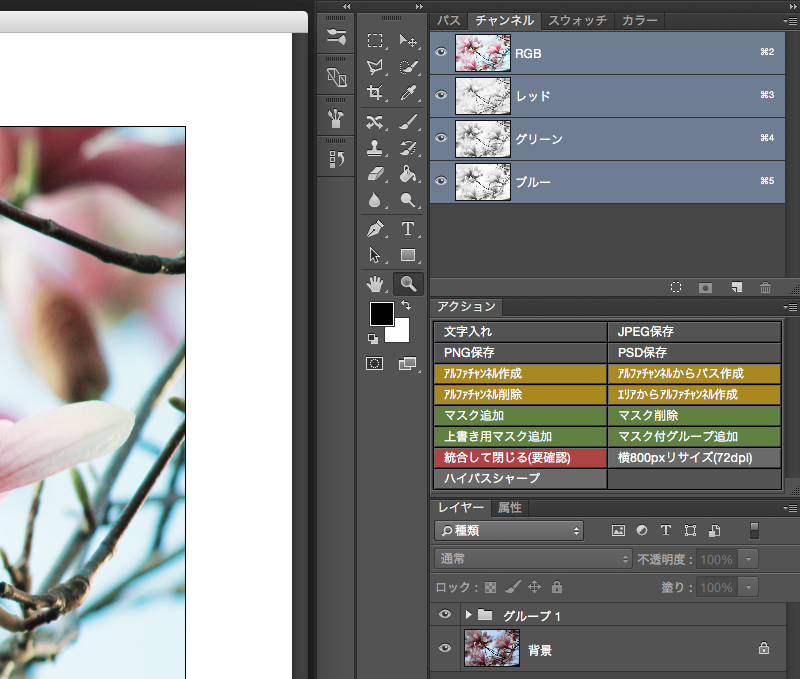 パス チャンネル スウォッチ カラー
RGB ⌘2
レッド ⌘3
グリーン ⌘4
ブルー ⌘5
アクション
文字入れ JPEG保存
PNG保存 PSD保存
ｱﾙﾌｧﾁｬﾝﾈﾙ作成 ｱﾙﾌｧﾁｬﾝﾈﾙからパス作成
ｱﾙﾌｧﾁｬﾝﾈﾙ削除 ｴﾘｱからｱﾙﾌｧﾁｬﾝﾈﾙ作成
マスク追加 マスク削除
上書き用マスク追加 マスク付グループ追加
統合して閉じる(要確認) 横800pxリサイズ(72dpi)
ハイパスシャープ
レイヤー 属性
種類
通常 不透明度： 100%
ロック： 塗り： 100%
グループ 1
背景